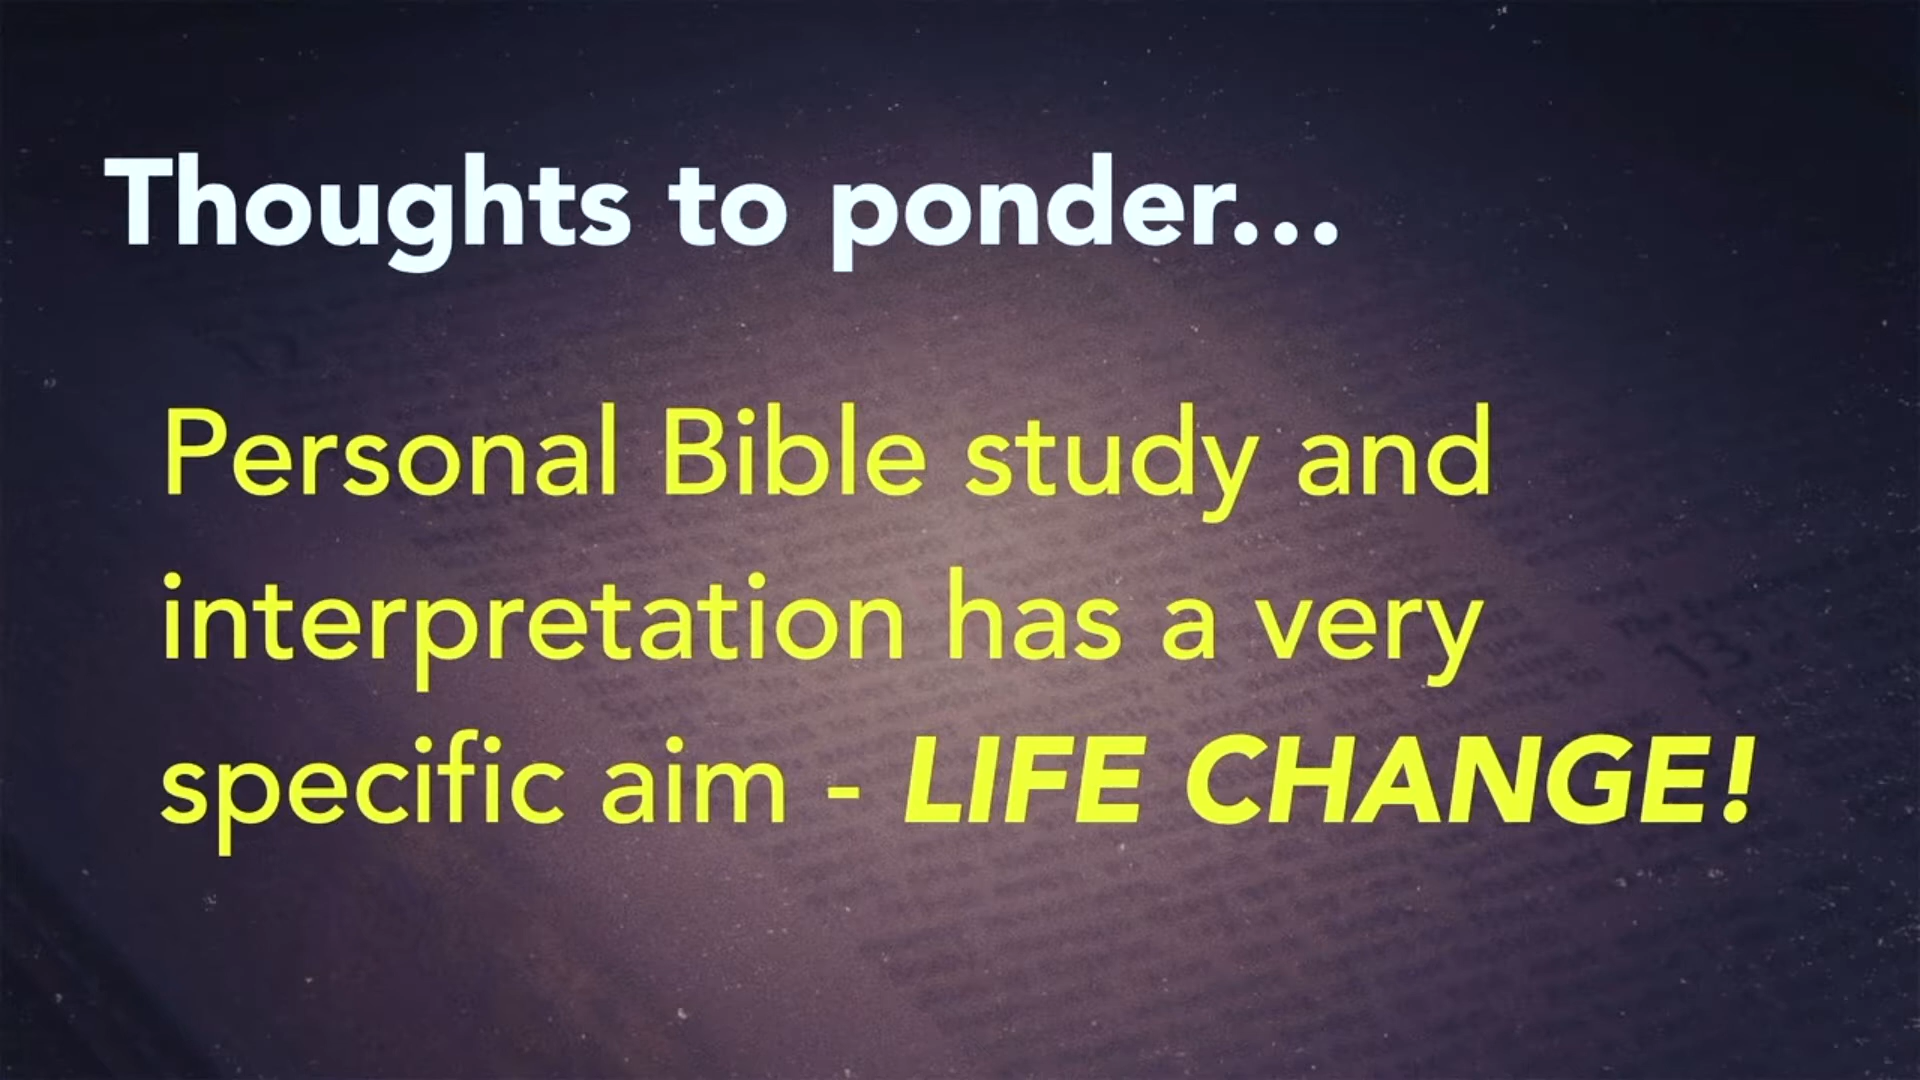 Thoughts to ponder...
Personal Bible study and
interpretation has a very
specific aim - LIFE CHANGE!